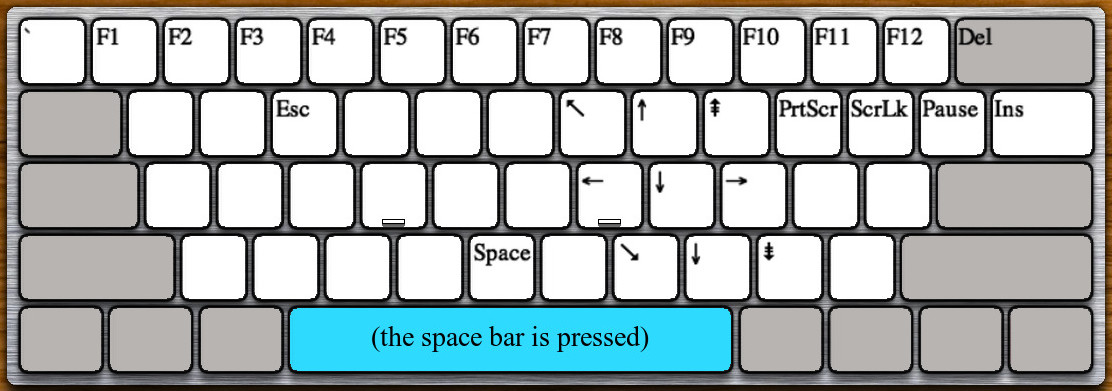 ` F1 F2 F3 F4 F5 F6 F7 F8 F9 F10 F11 F12 Del
Esc ↖ ↑ ⇞ PrtScr ScrLk Pause Ins
← ↓ →
Space ↘ ↓ ⇟
(the space bar is pressed)